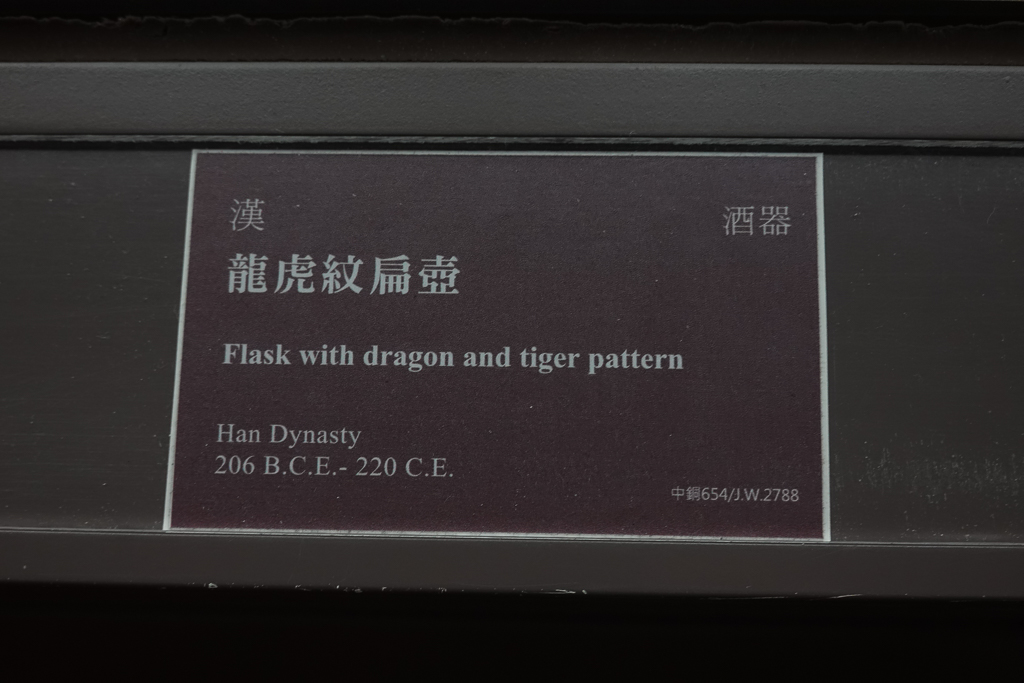 漢 酒器
龍虎紋扁壺
Flask with dragon and tiger pattern
Han Dynasty
206 B.C.E.- 220 C.E.
中銅654/J.W.2788